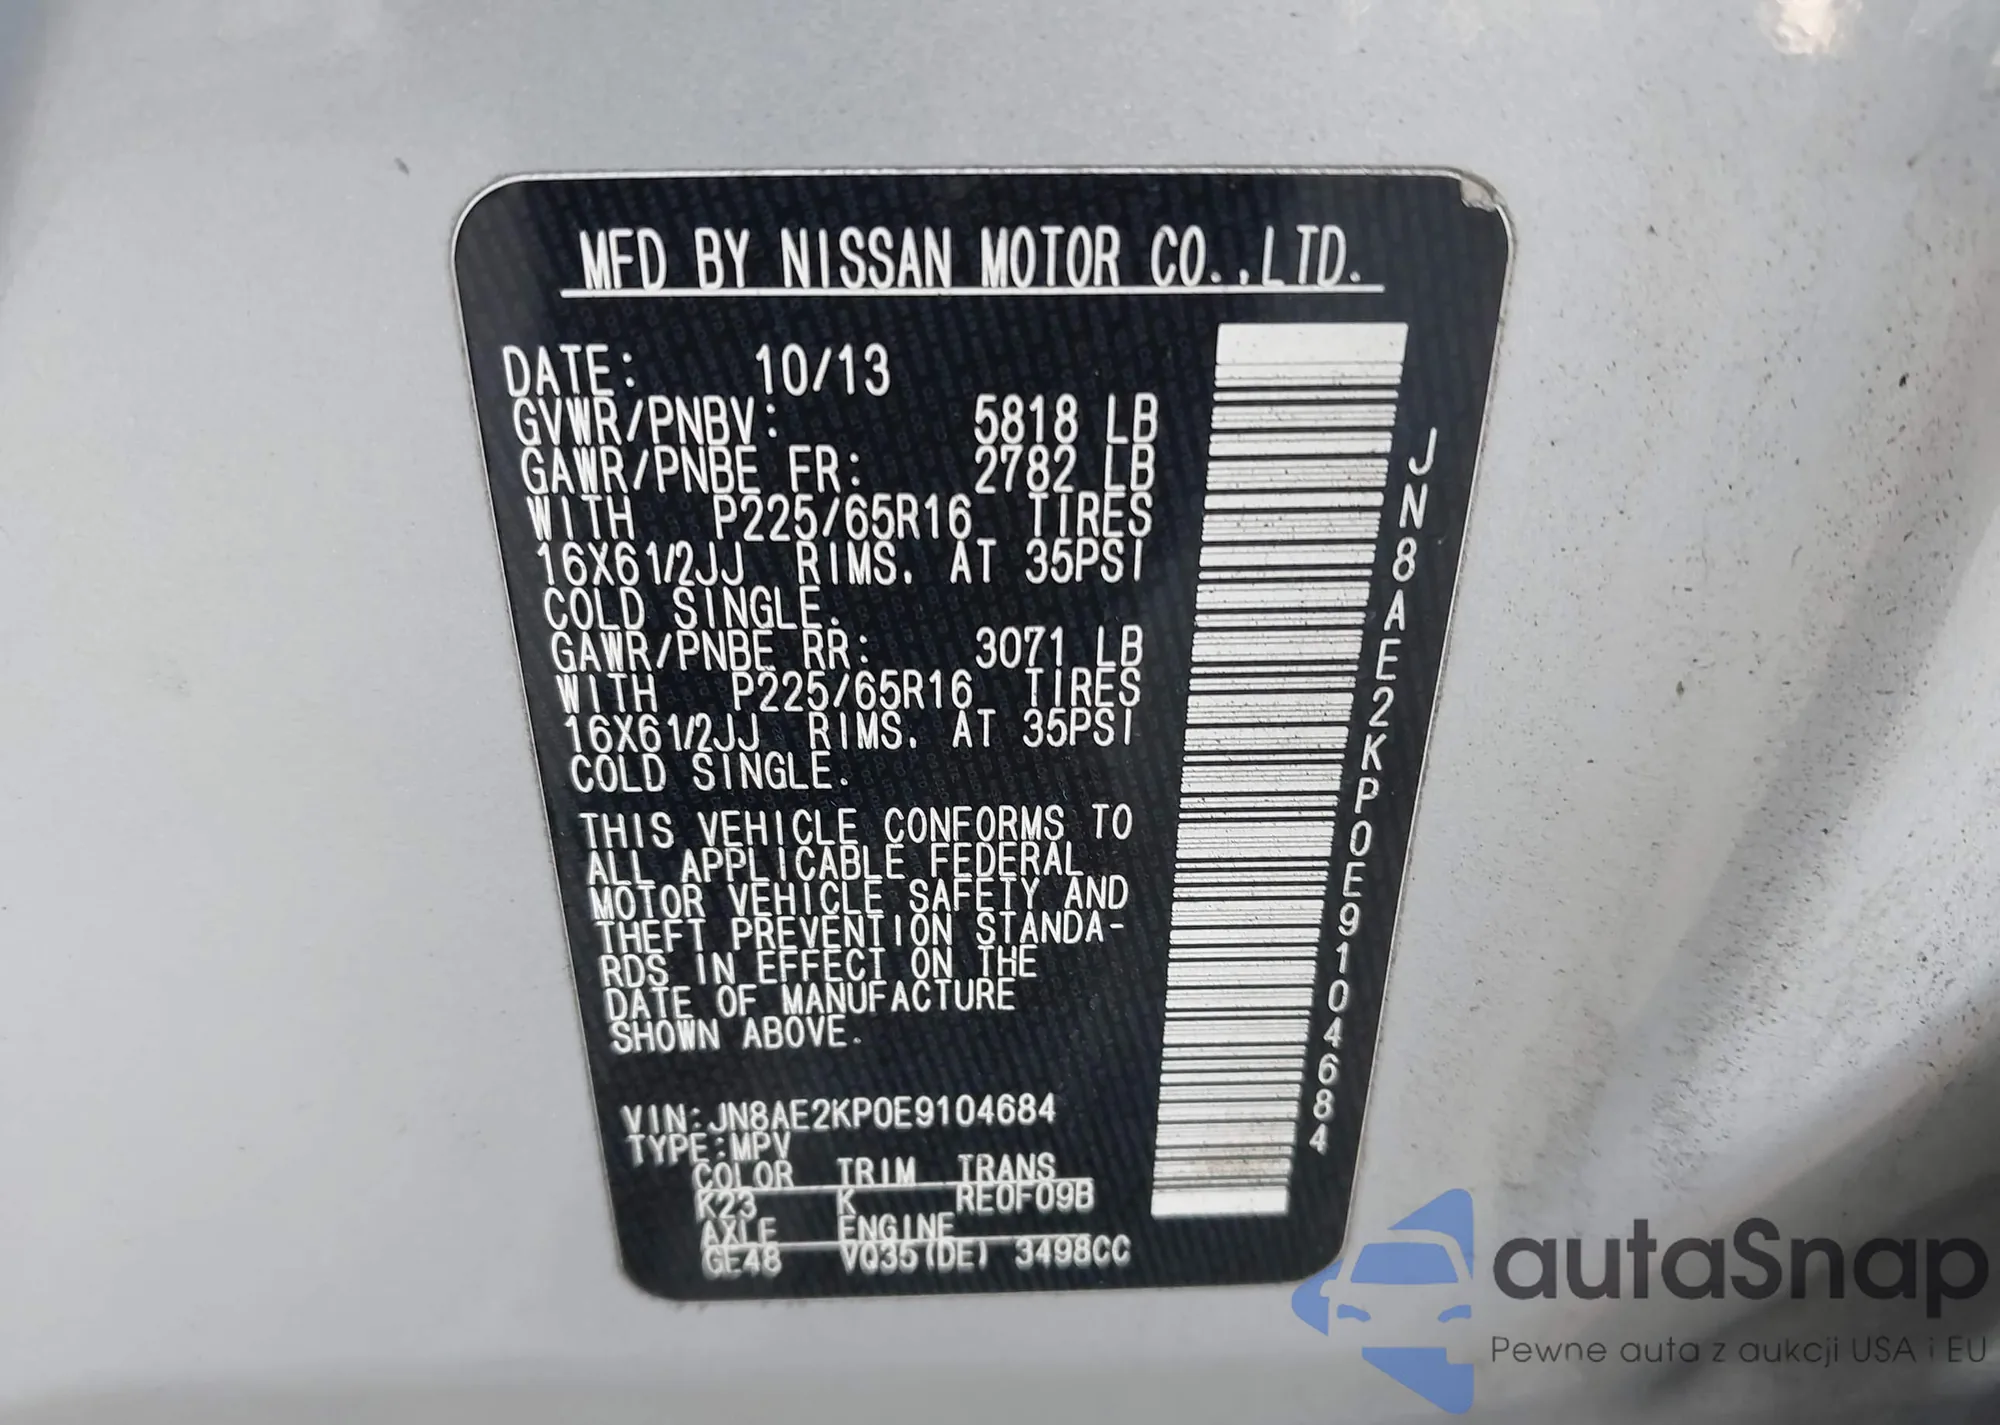 MFD BY NISSAN MOTOR CO.,LTD.
DATE: 10/13
GVWR/PNBV: 5818 LB
GAWR/PNBE FR: 2782 LB
WITH P225/65R16 TIRES
16X61/2JJ RIMS. AT 35PSI
COLD SINGLE.
GAWR/PNBE RR: 3071 LB
WITH P225/65R16 TIRES
16X61/2JJ RIMS. AT 35PSI
COLD SINGLE.
THIS VEHICLE CONFORMS TO
ALL APPLICABLE FEDERAL
MOTOR VEHICLE SAFETY AND
THEFT PREVENTION STANDA-
RDS IN EFFECT ON THE
DATE OF MANUFACTURE
SHOWN ABOVE.
VIN:JN8AE2KP0E9104684
TYPE:MPV
COLOR TRIM TRANS
K23 K RE0F09B
AXLE ENGINE
GE48 VQ35(DE) 3498CC
JN8AE2KP0E9104684
autaSnap
Pewne auta z aukcji USA i EU